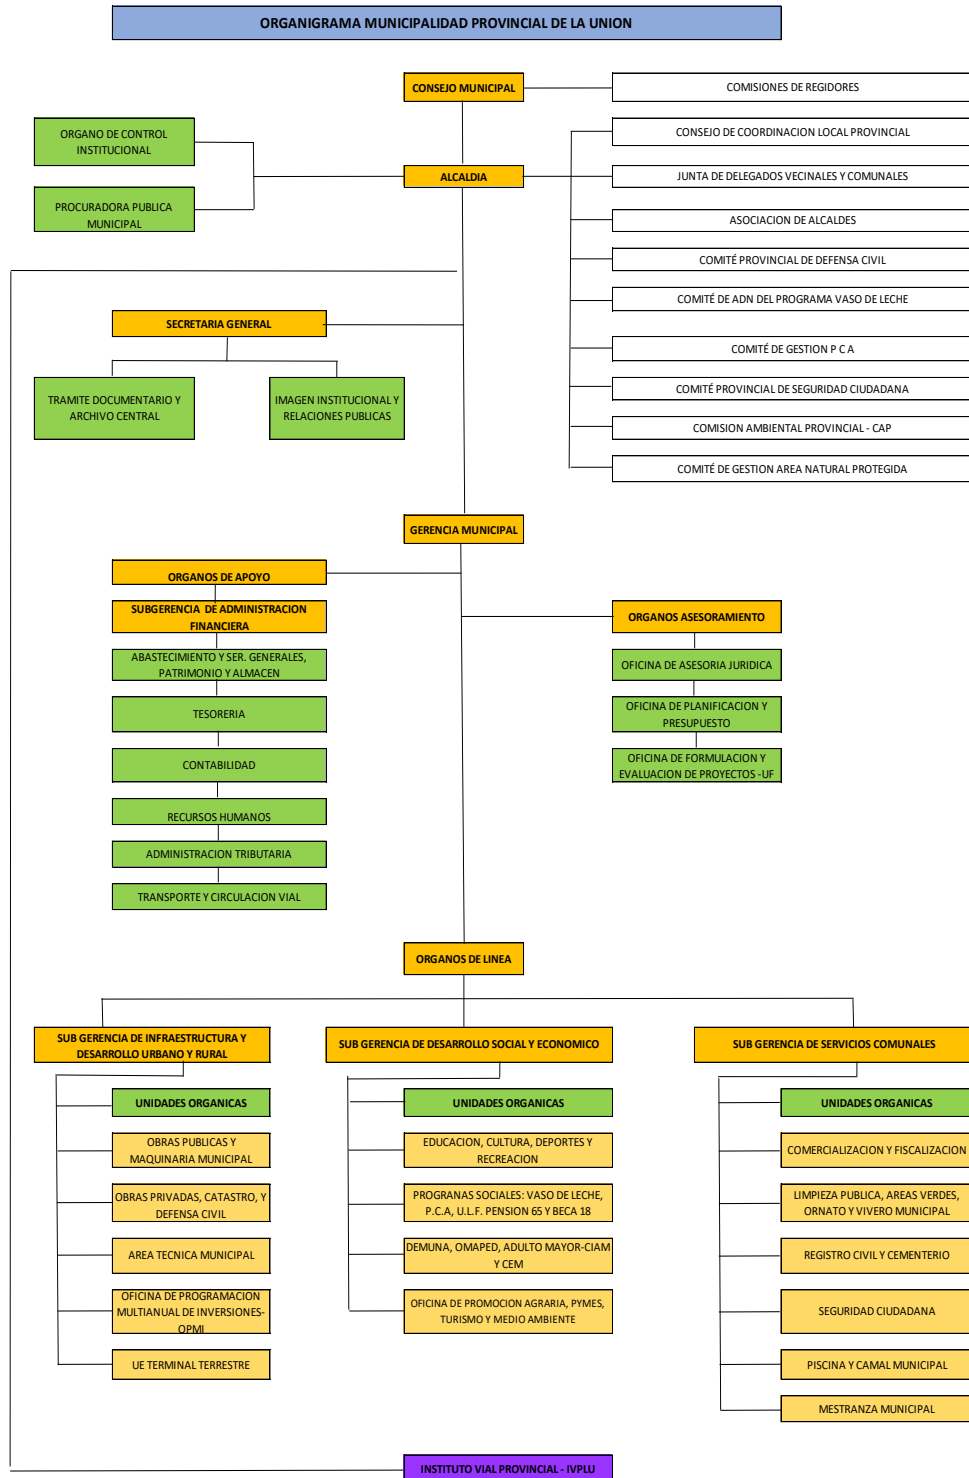 ORGANIGRAMA MUNICIPALIDAD PROVINCIAL DE LA UNION
CONSEJO MUNICIPAL
COMISIONES DE REGIDORES
ORGANO DE CONTROL
INSTITUCIONAL
CONSEJO DE COORDINACION LOCAL PROVINCIAL
ALCALDIA
JUNTA DE DELEGADOS VECINALES Y COMUNALES
PROCURADORA PUBLICA
MUNICIPAL
ASOCIACION DE ALCALDES
COMITÉ PROVINCIAL DE DEFENSA CIVIL
COMITÉ DE ADN DEL PROGRAMA VASO DE LECHE
SECRETARIA GENERAL
COMITÉ DE GESTION P C A
TRAMITE DOCUMENTARIO Y
ARCHIVO CENTRAL
IMAGEN INSTITUCIONAL Y
RELACIONES PUBLICAS
COMITÉ PROVINCIAL DE SEGURIDAD CIUDADANA
COMISION AMBIENTAL PROVINCIAL - CAP
COMITÉ DE GESTION AREA NATURAL PROTEGIDA
GERENCIA MUNICIPAL
ORGANOS DE APOYO
SUBGERENCIA DE ADMINISTRACION
FINANCIERA
ORGANOS ASESORAMIENTO
ABASTECIMIENTO Y SER. GENERALES,
PATRIMONIO Y ALMACEN
OFICINA DE ASESORIA JURIDICA
TESORERIA
OFICINA DE PLANIFICACION Y
PRESUPUESTO
CONTABILIDAD
OFICINA DE FORMULACION Y
EVALUACION DE PROYECTOS -UF
RECURSOS HUMANOS
ADMINISTRACION TRIBUTARIA
TRANSPORTE Y CIRCULACION VIAL
ORGANOS DE LINEA
SUB GERENCIA DE INFRAESTRUCTURA Y
DESARROLLO URBANO Y RURAL
SUB GERENCIA DE DESARROLLO SOCIAL Y ECONOMICO
SUB GERENCIA DE SERVICIOS COMUNALES
UNIDADES ORGANICAS
UNIDADES ORGANICAS
UNIDADES ORGANICAS
OBRAS PUBLICAS Y
MAQUINARIA MUNICIPAL
EDUCACION, CULTURA, DEPORTES Y
RECREACION
COMERCIALIZACION Y FISCALIZACION
OBRAS PRIVADAS, CATASTRO, Y
DEFENSA CIVIL
PROGRANAS SOCIALES: VASO DE LECHE,
P.C.A, U.L.F. PENSION 65 Y BECA 18
LIMPIEZA PUBLICA, AREAS VERDES,
ORNATO Y VIVERO MUNICIPAL
AREA TECNICA MUNICIPAL
DEMUNA, OMAPED, ADULTO MAYOR-CIAM
Y CEM
REGISTRO CIVIL Y CEMENTERIO
OFICINA DE PROGRAMACION
MULTIANUAL DE INVERSIONES-
OPMI
OFICINA DE PROMOCION AGRARIA, PYMES,
TURISMO Y MEDIO AMBIENTE
SEGURIDAD CIUDADANA
UE TERMINAL TERRESTRE
PISCINA Y CAMAL MUNICIPAL
MESTRANZA MUNICIPAL
INSTITUTO VIAL PROVINCIAL - IVPLU